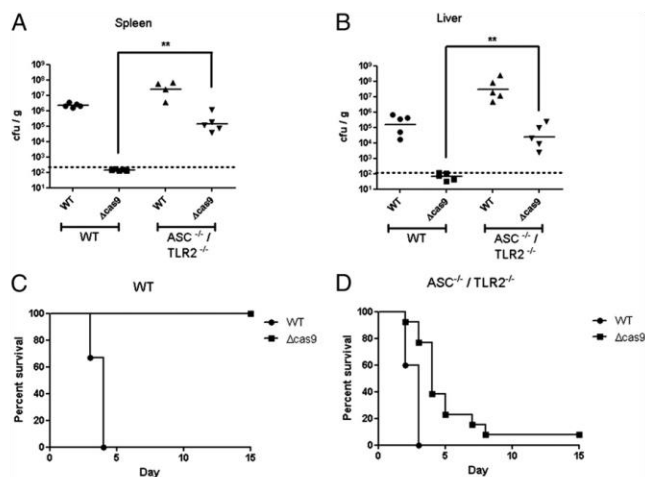 A
Spleen
**
cfu / g
10⁹
10⁸
10⁷
10⁶
10⁵
10⁴
10³
10²
10¹
WT
Δcas9
WT
Δcas9
WT
ASC⁻/⁻ /
TLR2⁻/⁻
B
Liver
**
cfu / g
10⁹
10⁸
10⁷
10⁶
10⁵
10⁴
10³
10²
10¹
WT
Δcas9
WT
Δcas9
WT
ASC⁻/⁻ /
TLR2⁻/⁻
C
WT
Percent survival
100
80
60
40
20
0
0
5
10
15
Day
WT
Δcas9
D
ASC⁻/⁻ / TLR2⁻/⁻
Percent survival
100
80
60
40
20
0
0
5
10
15
Day
WT
Δcas9